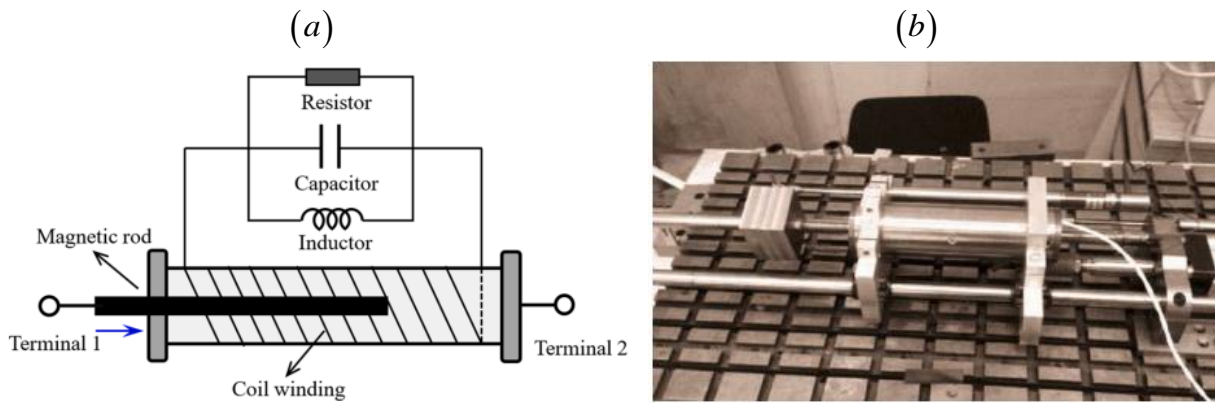 (a)
(b)
Resistor
Capacitor
Inductor
Magnetic rod
Terminal 1
Terminal 2
Coil winding